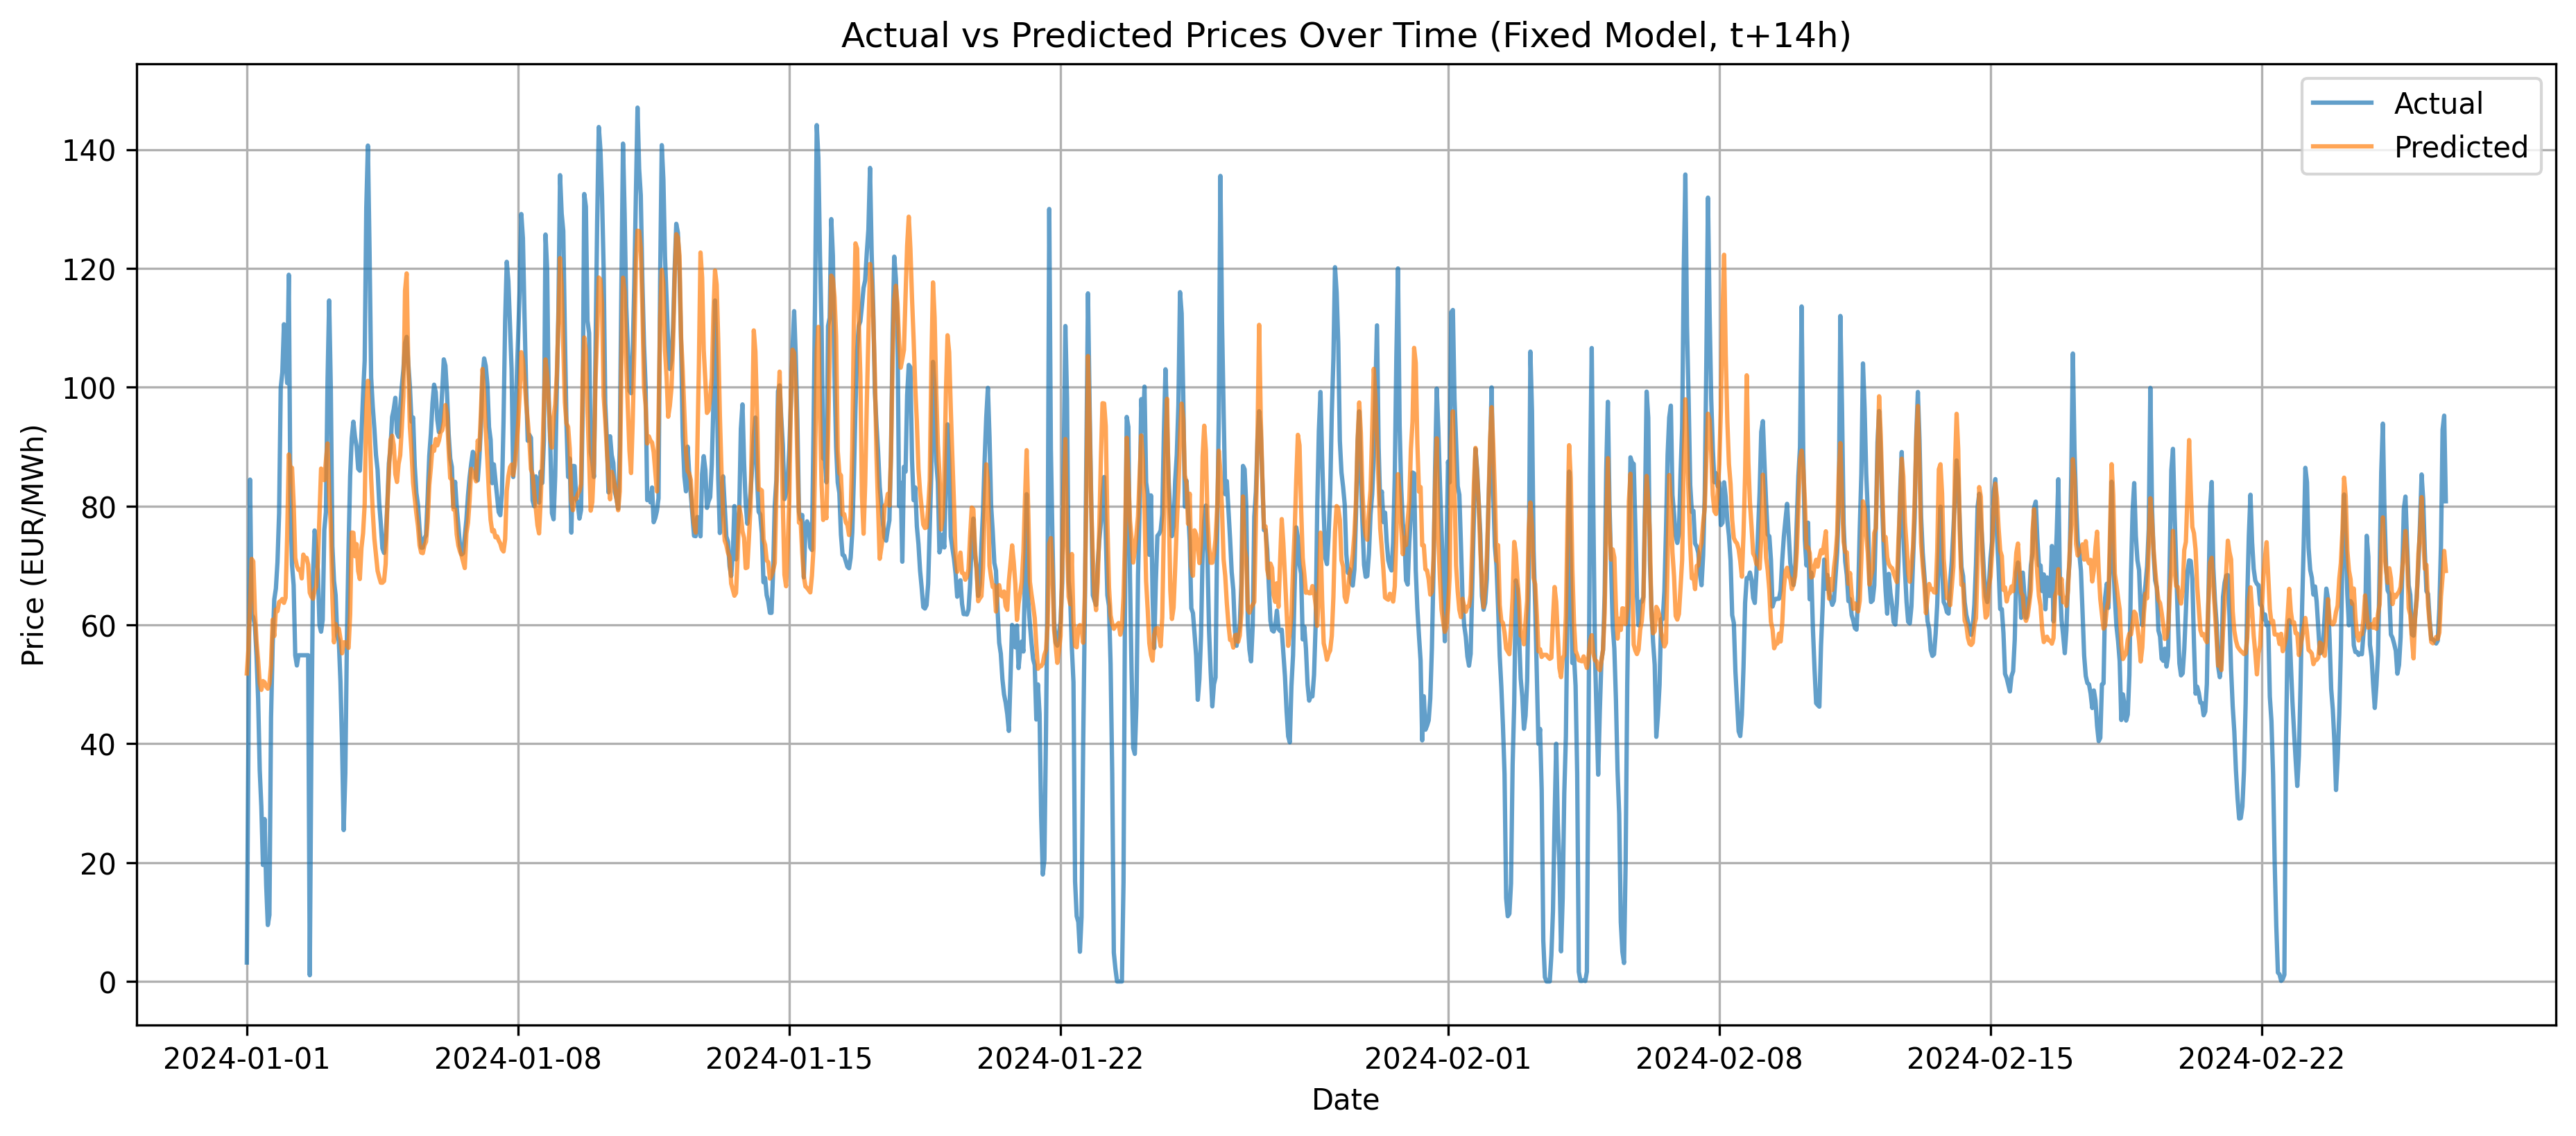 Actual vs Predicted Prices Over Time (Fixed Model, t+14h)
Actual
Predicted
Price (EUR/MWh)
140
120
100
80
60
40
20
0
2024-01-01 2024-01-08 2024-01-15 2024-01-22 2024-02-01 2024-02-08 2024-02-15 2024-02-22
Date